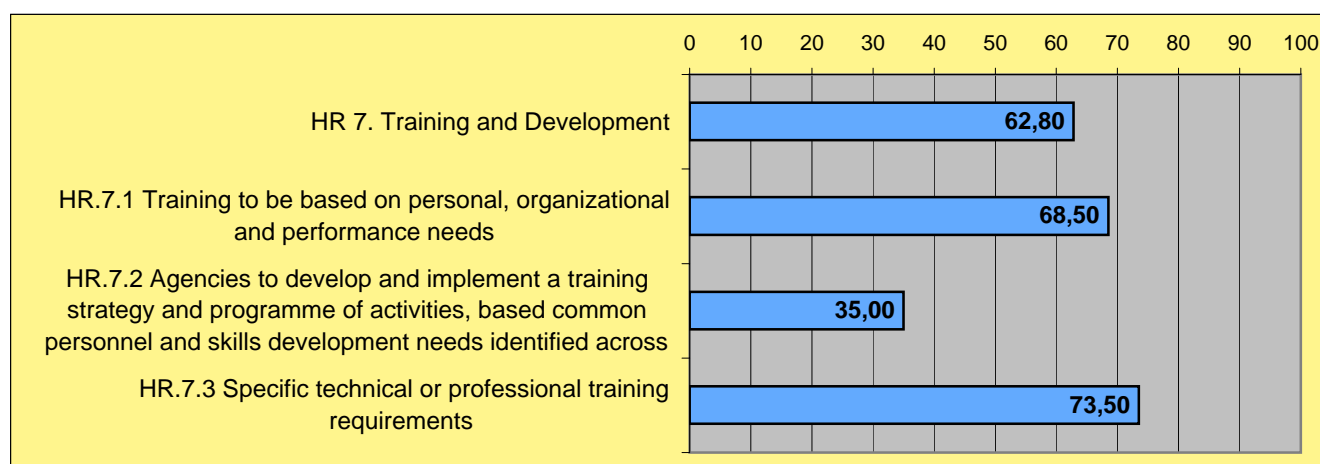 0 10 20 30 40 50 60 70 80 90 100
HR 7. Training and Development
62,80
HR.7.1 Training to be based on personal, organizational
and performance needs
68,50
HR.7.2 Agencies to develop and implement a training
strategy and programme of activities, based common
personnel and skills development needs identified across
35,00
HR.7.3 Specific technical or professional training
requirements
73,50